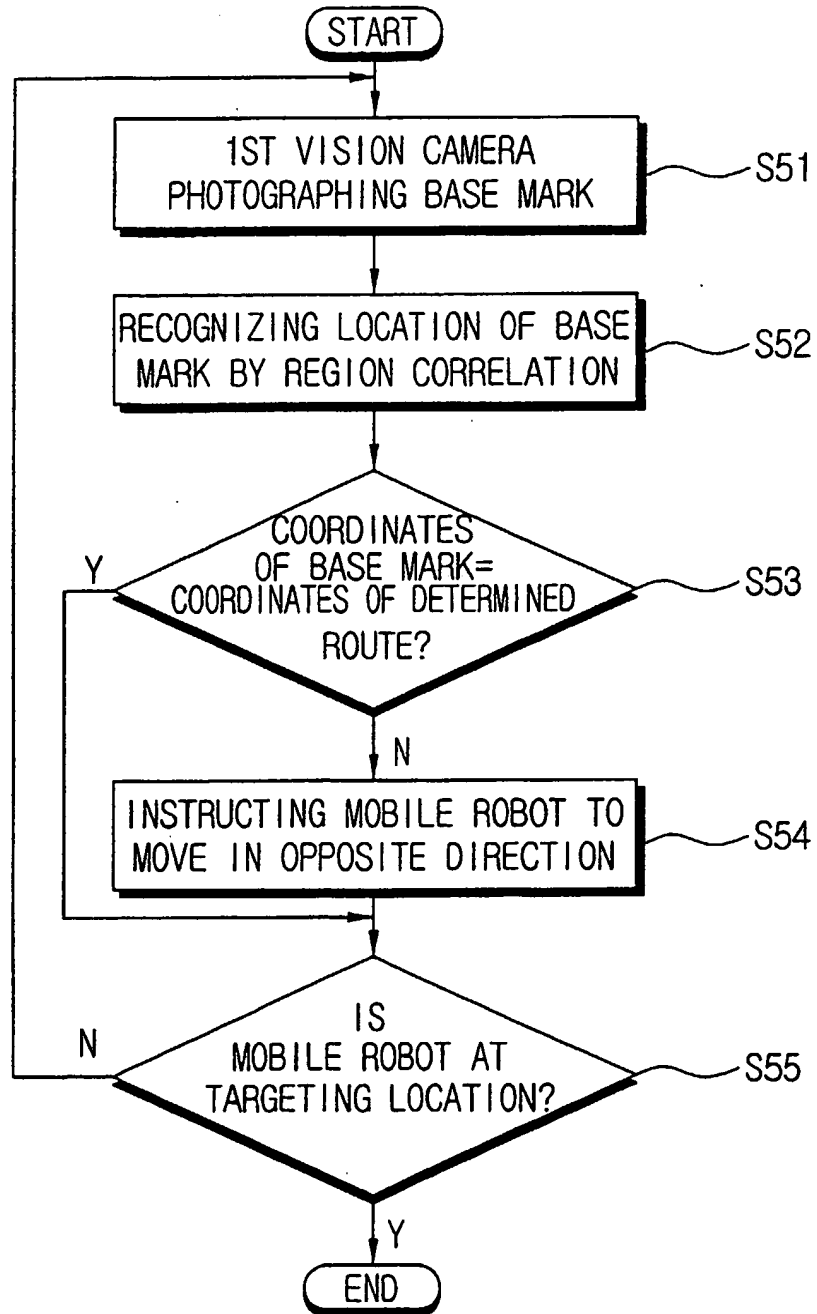 START
1ST VISION CAMERA
PHOTOGRAPHING BASE MARK
S51
RECOGNIZING LOCATION OF BASE
MARK BY REGION CORRELATION
S52
COORDINATES
OF BASE MARK=
COORDINATES OF DETERMINED
ROUTE?
S53
Y
N
INSTRUCTING MOBILE ROBOT TO
MOVE IN OPPOSITE DIRECTION
S54
IS
MOBILE ROBOT AT
TARGETING LOCATION?
S55
N
Y
END